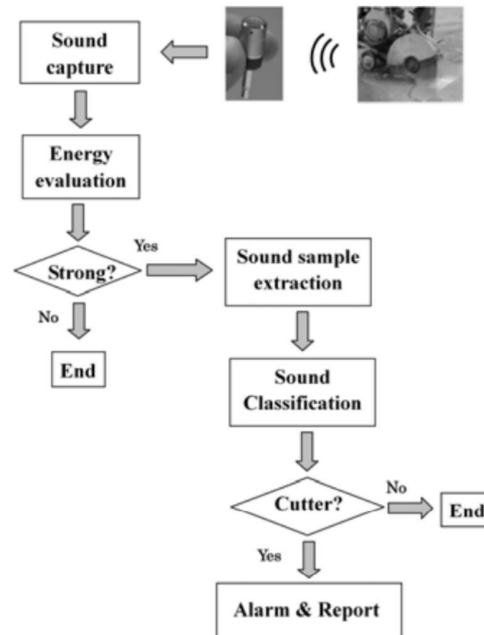 Sound
capture
Energy
evaluation
Strong?
Yes
No
End
Sound sample
extraction
Sound
Classification
Cutter?
No
End
Yes
Alarm & Report